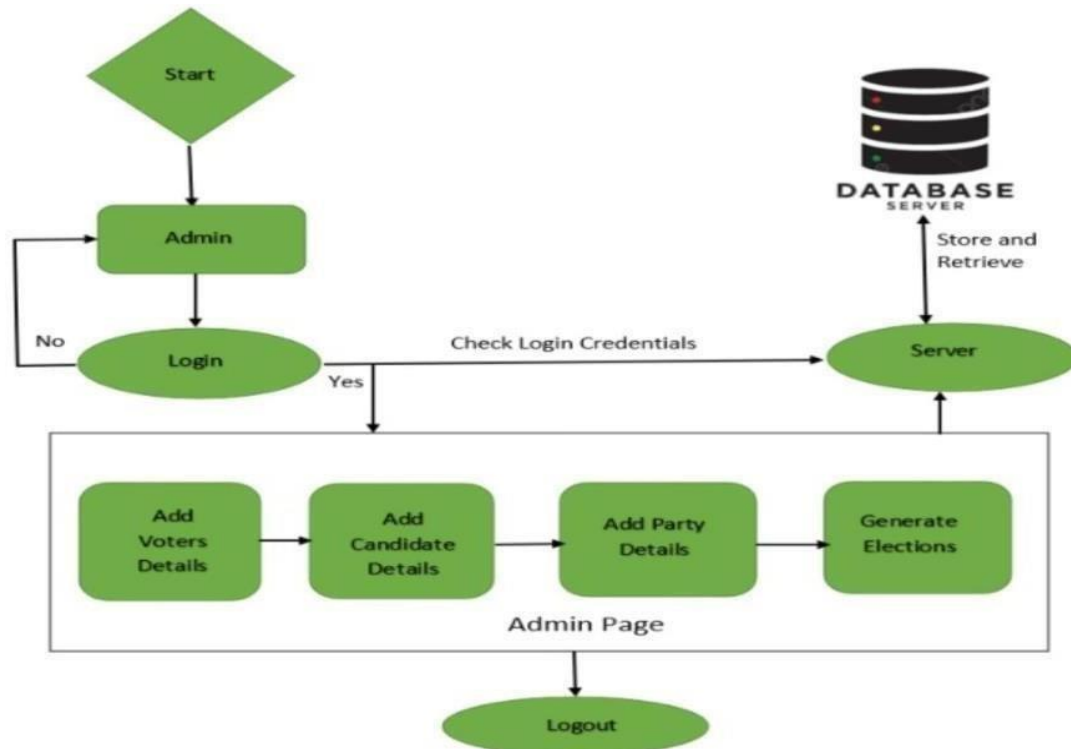 Start
DATABASE
SERVER
Admin
Store and
Retrieve
No
Login
Check Login Credentials
Server
Yes
Add
Voters
Details
Add
Candidate
Details
Add Party
Details
Generate
Elections
Admin Page
Logout